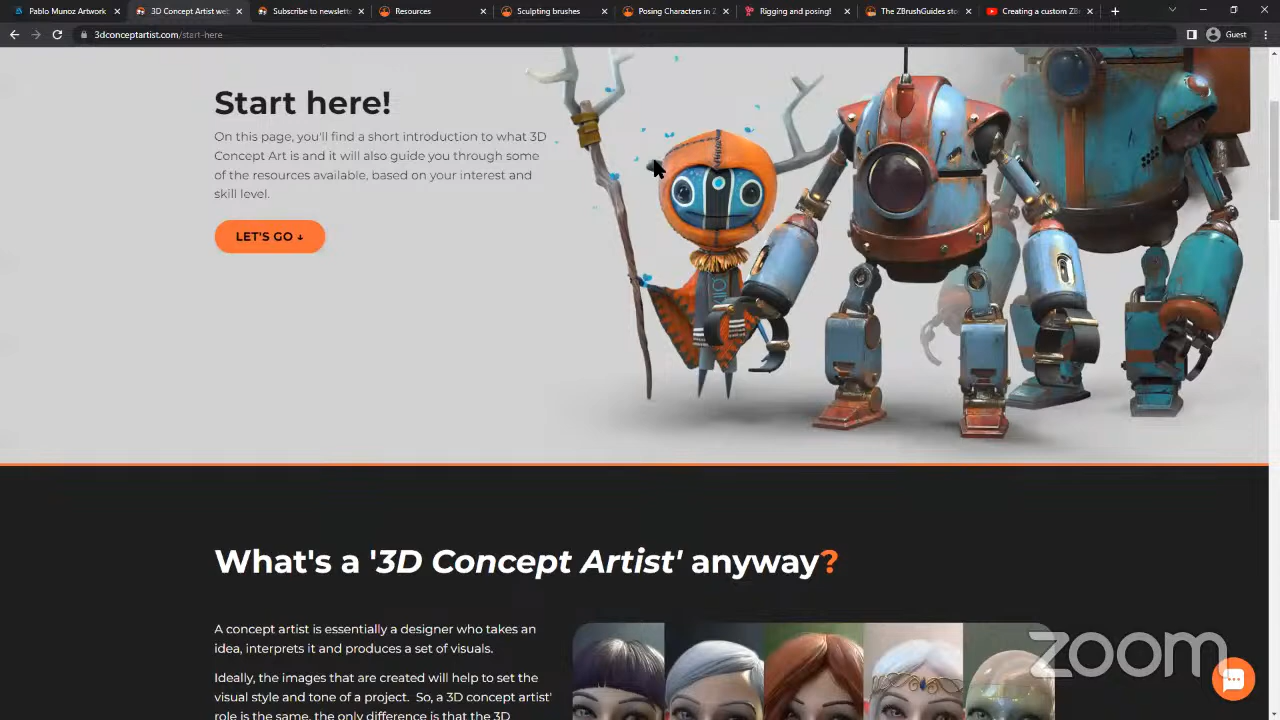 Pablo Munoz Artwork
3D Concept Artist web
Subscribe to newslette
Resources
Sculpting brushes
Posing Characters in Z
Rigging and posing!
The ZBrushGuides sto
Creating a custom ZB
Guest
3dconceptartist.com/start-here
Start here!
On this page, you'll find a short introduction to what 3D
Concept Art is and it will also guide you through some
of the resources available, based on your interest and
skill level.
LET'S GO ↓
What's a '3D Concept Artist' anyway?
A concept artist is essentially a designer who takes an
idea, interprets it and produces a set of visuals.
Ideally, the images that are created will help to set the
visual style and tone of a project. So, a 3D concept artist'
role is the same, the only difference is that the 3D
zoom